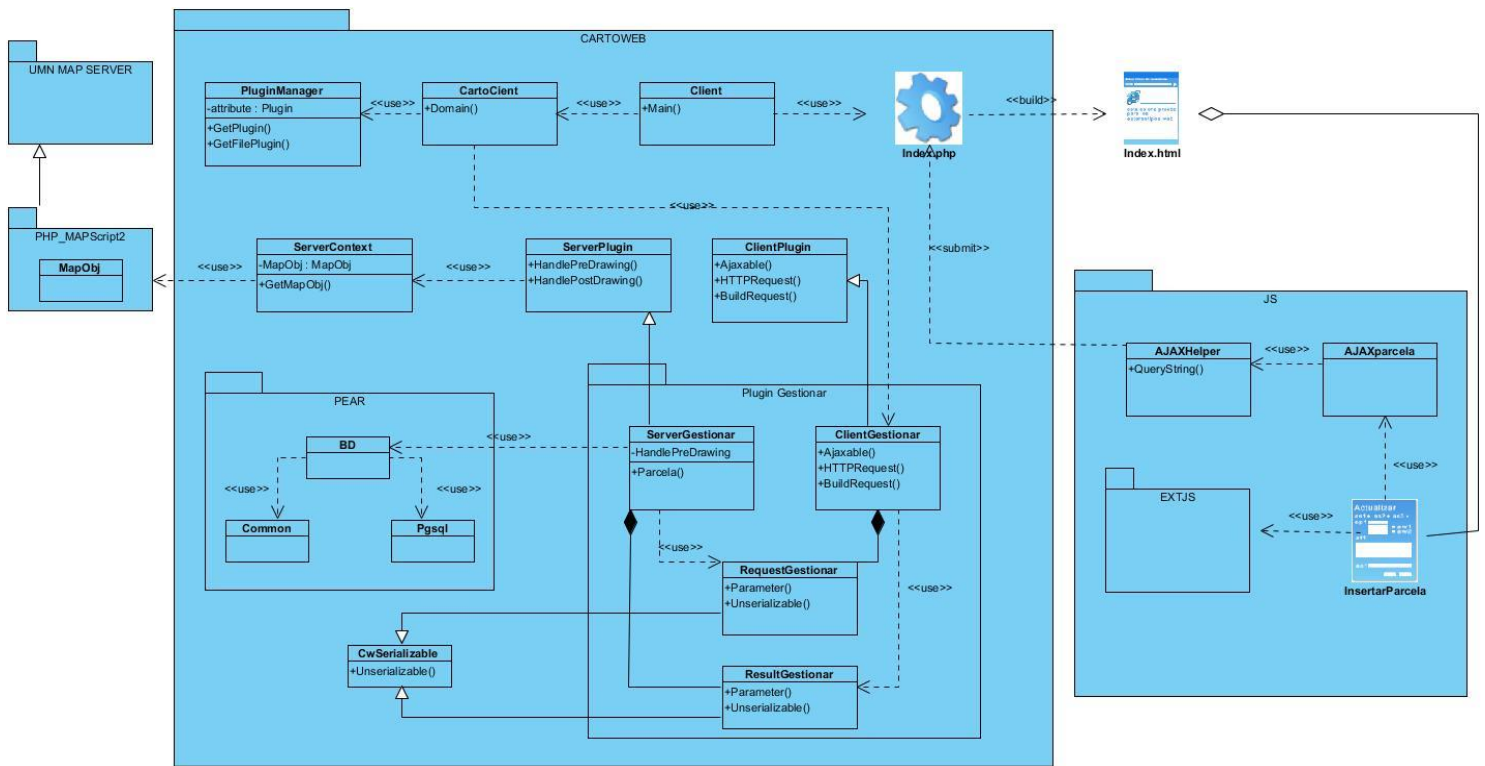 CARTOWEB
UMN MAP SERVER
PluginManager
-attribute : Plugin
+GetPlugin()
+GetFilePlugin()
<<use>>
CartoCient
+Domain()
<<use>>
Client
+Main()
<<use>>
Index.php
<<build>>
Index.html
<<use>>
PHP_MAPScript2
MapObj
<<use>>
ServerContext
-MapObj : MapObj
+GetMapObj()
<<use>>
ServerPlugin
+HandlePreDrawing()
+HandlePostDrawing()
ClientPlugin
+Ajaxable()
+HTTPRequest()
+BuildRequest()
<<submit>>
JS
AJAXHelper
+QueryString()
<<use>>
AJAXparcela
PEAR
BD
<<use>>
<<use>>
Common
Pgsql
<<use>>
Plugin Gestionar
ServerGestionar
-HandlePreDrawing
+Parcela()
ClientGestionar
+Ajaxable()
+HTTPRequest()
+BuildRequest()
<<use>>
RequestGestionar
+Parameter()
+Unserializable()
<<use>>
CwSerializable
+Unserializable()
ResultGestionar
+Parameter()
+Unserializable()
<<use>>
EXTJS
<<use>>
Actualizar
InsertarParcela